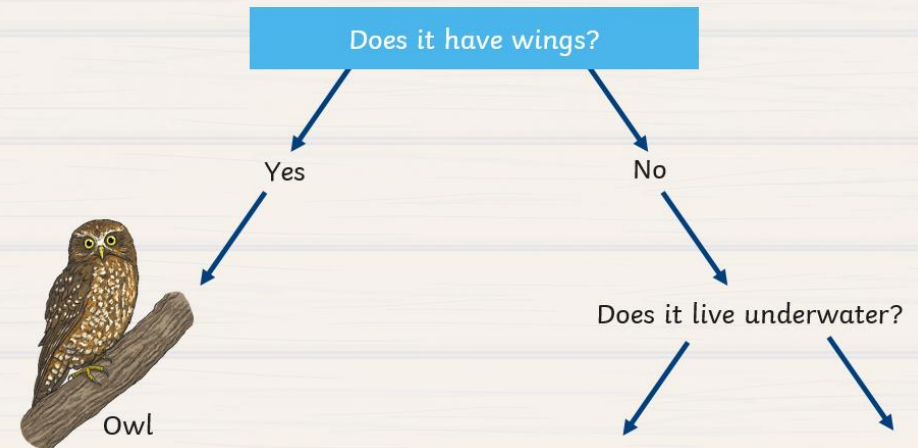 Does it have wings?
Yes
No
Does it live underwater?
Owl